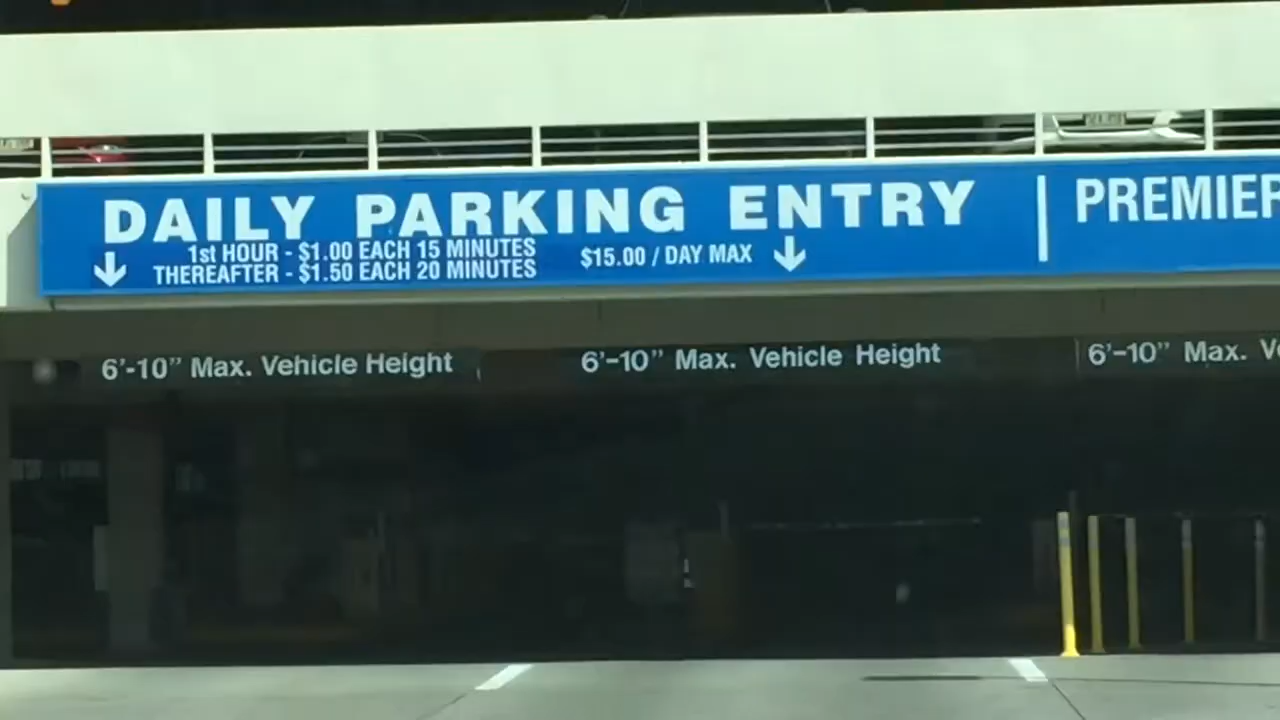 DAILY PARKING ENTRY
1st HOUR - $1.00 EACH 15 MINUTES
THEREAFTER - $1.50 EACH 20 MINUTES
$15.00 / DAY MAX
PREMIER
6'-10" Max. Vehicle Height
6'-10" Max. Vehicle Height
6'-10" Max.